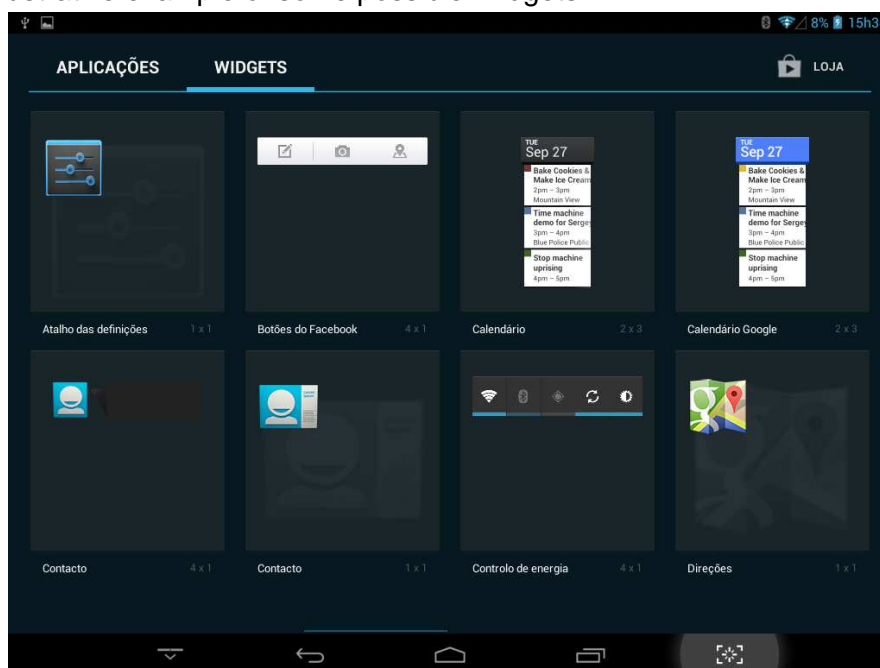 8% 15h3
APLICAÇÕES WIDGETS LOJA
TUE
Sep 27
Bake Cookies &
Make Ice Cream
2pm – 3pm
Mountain View
Time machine
demo for Sergey
3pm – 4pm
Blue Police Public
Stop machine
uprising
4pm – 5pm
TUE
Sep 27
Bake Cookies &
Make Ice Cream
2pm – 3pm
Mountain View
Time machine
demo for Sergey
3pm – 4pm
Blue Police Public
Stop machine
uprising
4pm – 5pm
Atalho das definições 1 x 1
Botões do Facebook 4 x 1
Calendário 2 x 3
Calendário Google 2 x 3
Contacto 4 x 1
Contacto 1 x 1
Controlo de energia 4 x 1
Direções 1 x 1